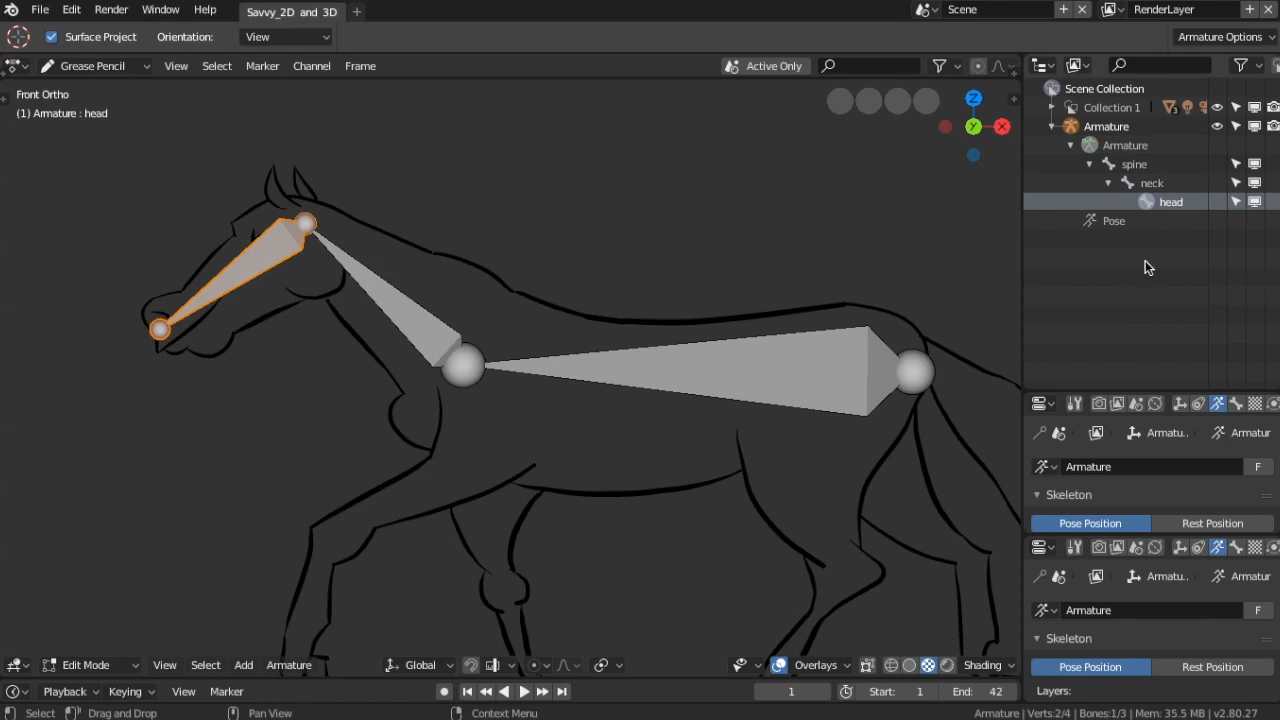 File Edit Render Window Help Savvy_2D and 3D Scene RenderLayer
Surface Project Orientation: View Armature Options
Grease Pencil View Select Marker Channel Frame Active Only
Front Ortho
(1) Armature : head
Z
Y
X
Scene Collection
Collection 1
Armature
Armature
spine
neck
head
Pose
Armatu.. Armatur
Armature F
Skeleton
Pose Position Rest Position
Armatu.. Armatur
Armature F
Skeleton
Pose Position Rest Position
Layers:
Edit Mode View Select Add Armature Global Overlays Shading
Playback Keying View Marker 1 Start: 1 End: 42
Select Drag and Drop Pan View Context Menu Armature | Verts:2/4 | Bones:1/3 | Mem: 35.5 MB | v2.80.27